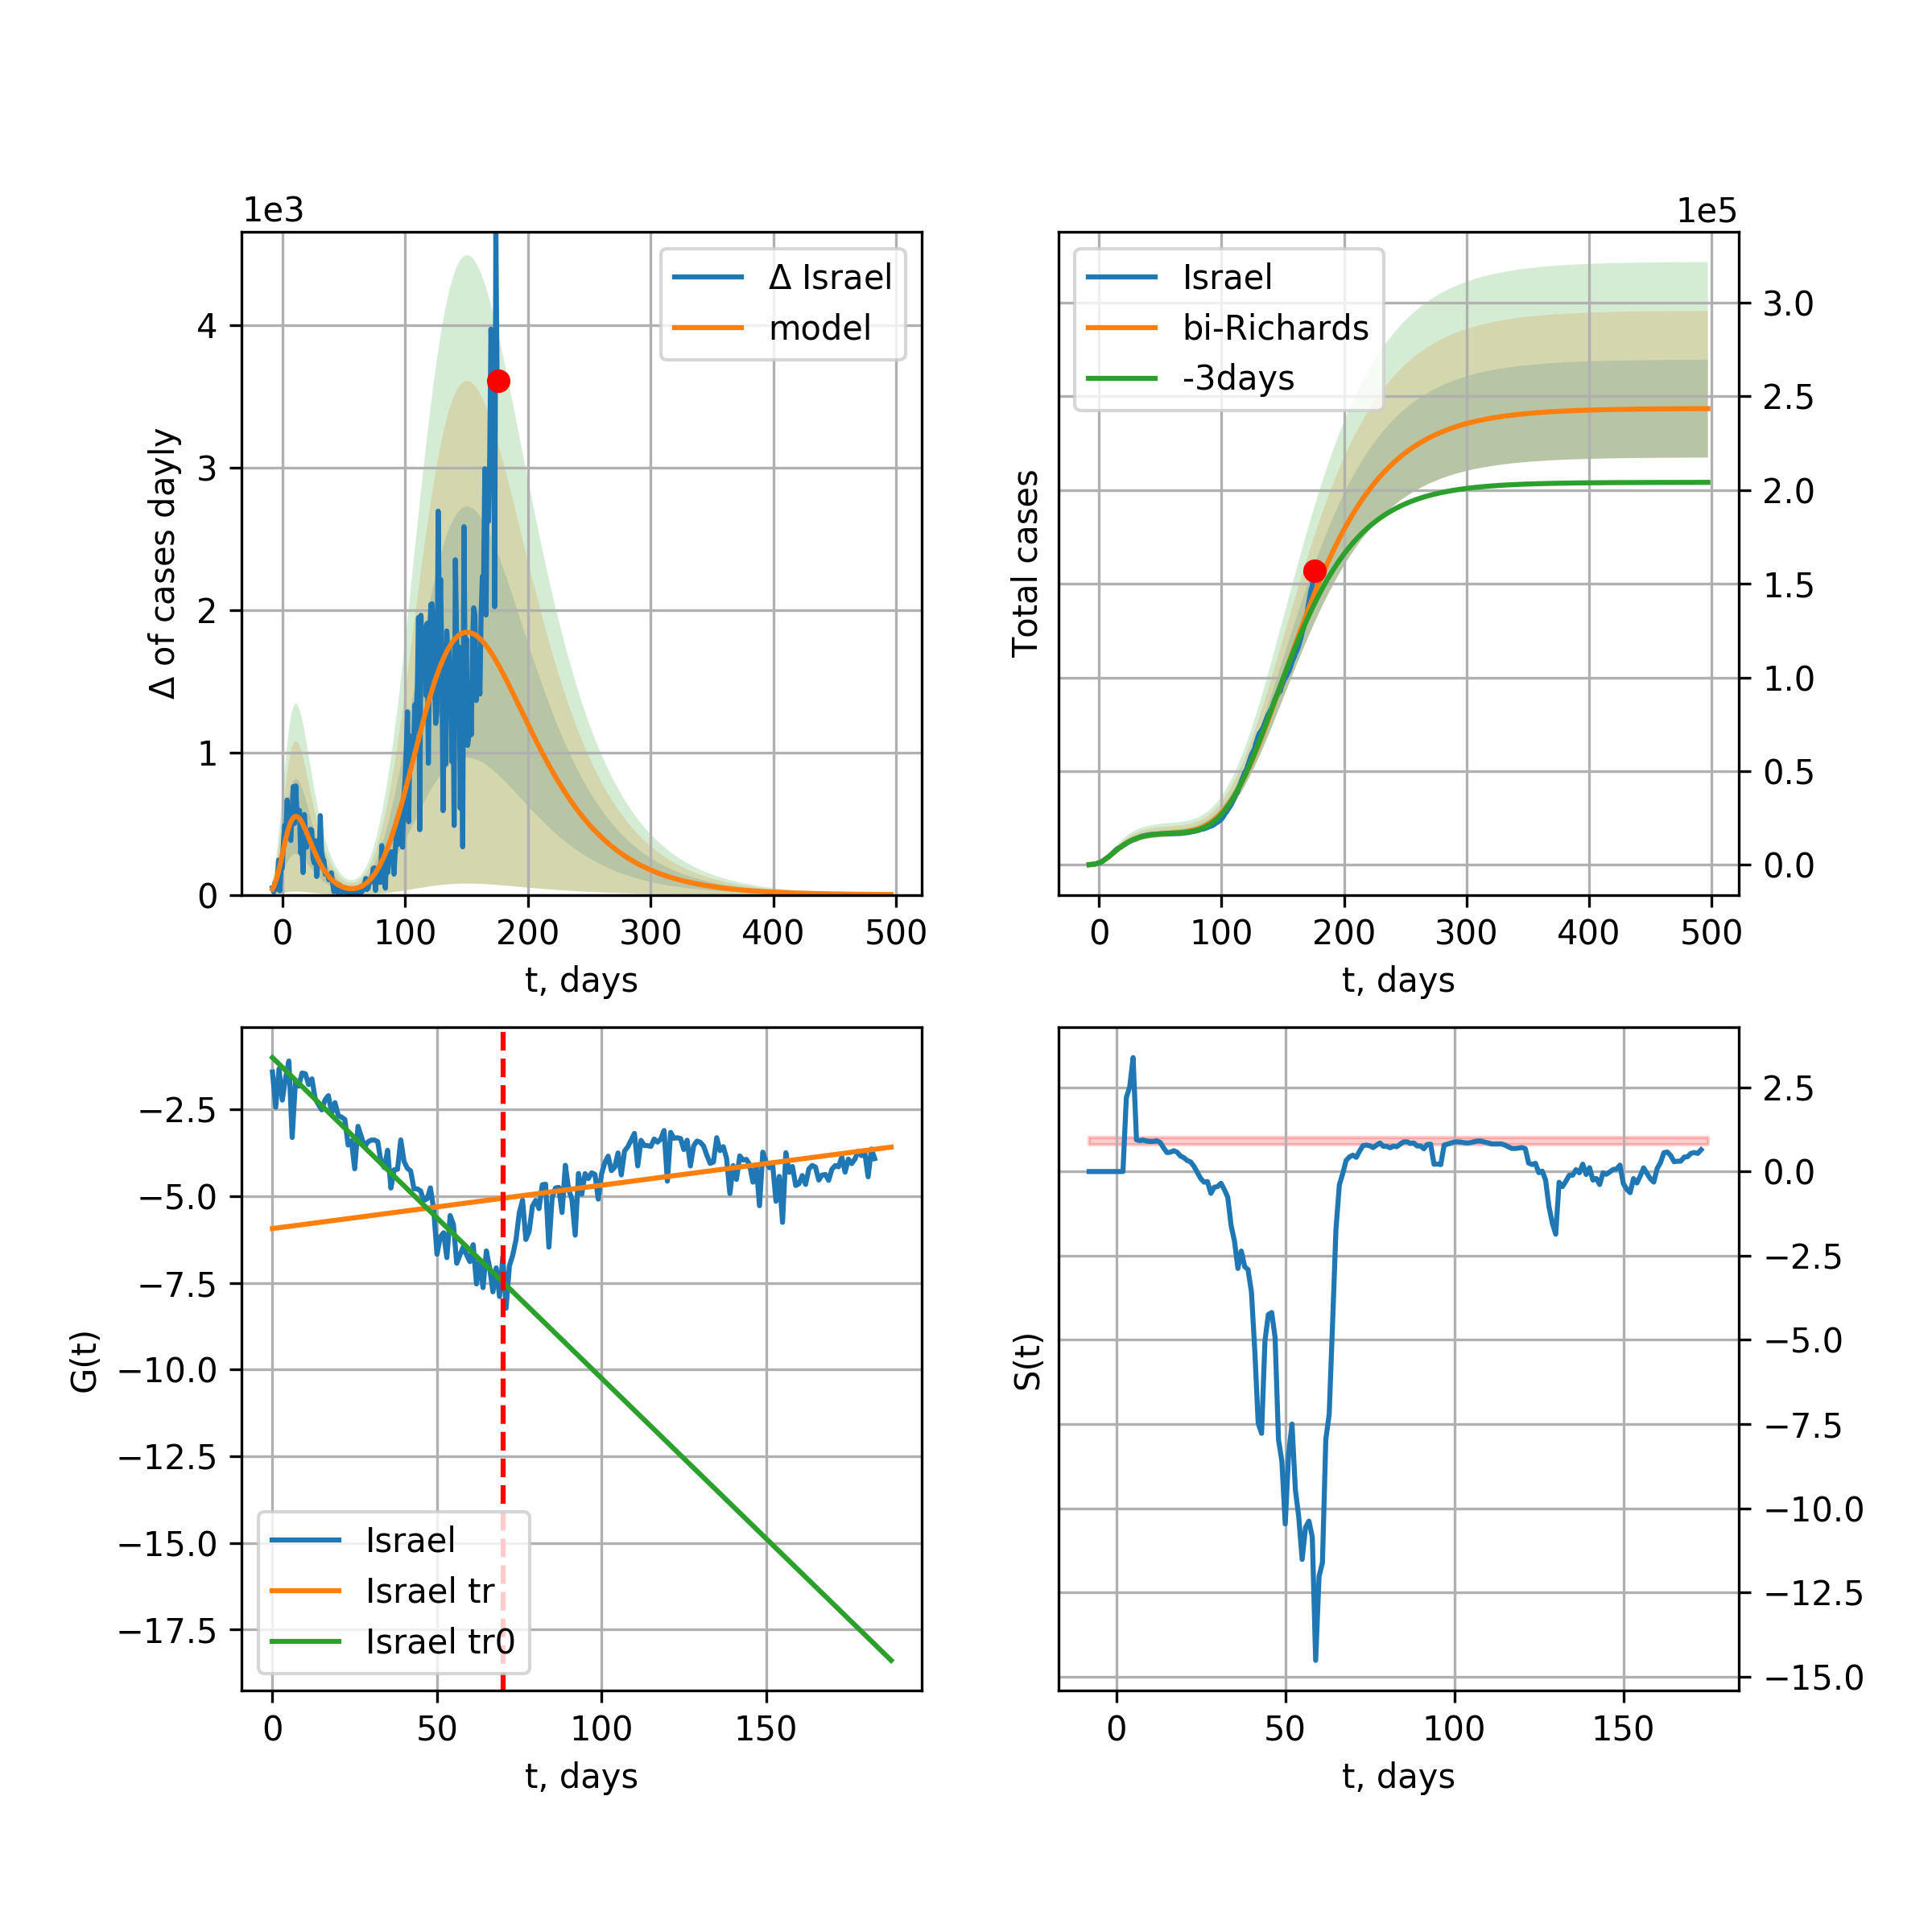 1e3
Δ of cases dayly
4
3
2
1
0
0 100 200 300 400 500
t, days
Δ Israel
model
1e5
Total cases
3.0
2.5
2.0
1.5
1.0
0.5
0.0
0 100 200 300 400 500
t, days
Israel
bi-Richards
-3days
G(t)
−2.5
−5.0
−7.5
−10.0
−12.5
−15.0
−17.5
0 50 100 150
t, days
Israel
Israel tr
Israel tr0
S(t)
2.5
0.0
−2.5
−5.0
−7.5
−10.0
−12.5
−15.0
0 50 100 150
t, days